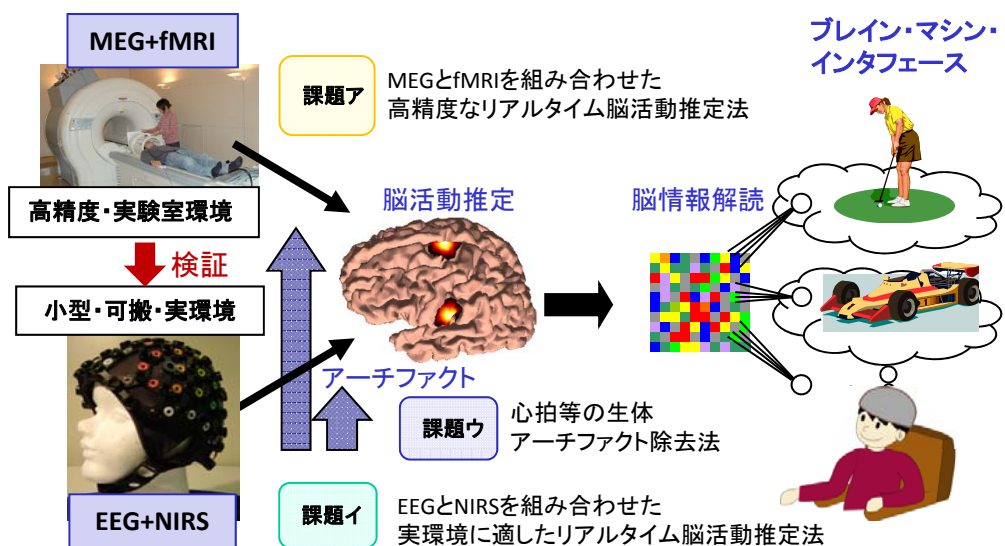 MEG+fMRI
課題ア
MEGとfMRIを組み合わせた
高精度なリアルタイム脳活動推定法
ブレイン・マシン・
インタフェース
高精度・実験室環境
検証
小型・可搬・実環境
脳活動推定
脳情報解読
アーチファクト
課題ウ
心拍等の生体
アーチファクト除去法
EEG+NIRS
課題イ
EEGとNIRSを組み合わせた
実環境に適したリアルタイム脳活動推定法